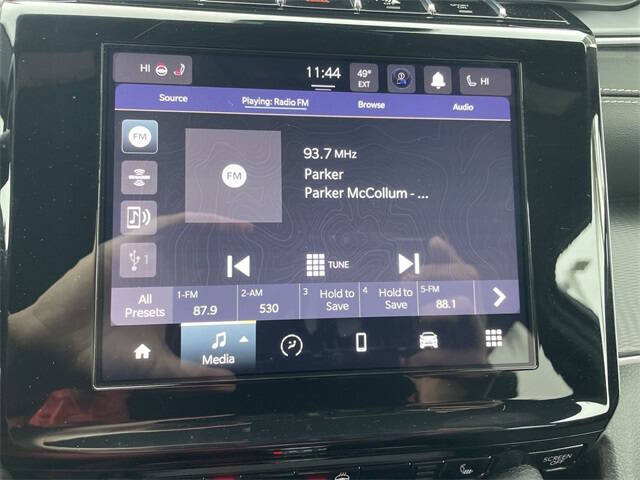 HI 11:44 49° EXT HI
Source Playing: Radio FM Browse Audio
FM
93.7 MHz
FM
Parker
Parker McCollum - ...
TUNE
1
All Presets 1-FM 87.9 2-AM 530 3 Hold to Save 4 Hold to Save 5-FM 88.1
Media
SCREEN OFF